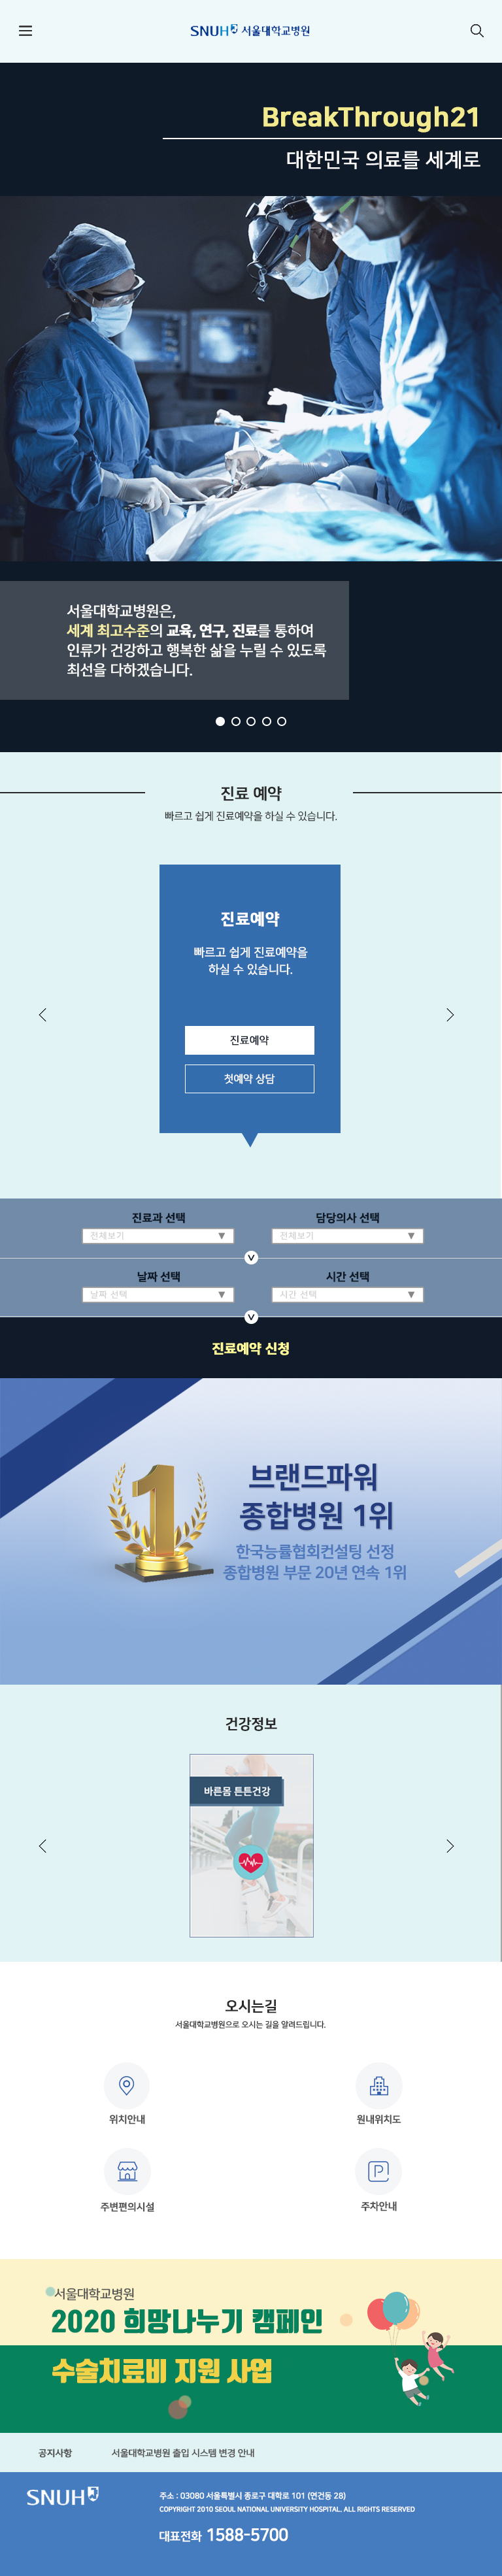 SNUH 서울대학교병원
BreakThrough21
대한민국 의료를 세계로
서울대학교병원은,
세계 최고수준의 교육, 연구, 진료를 통하여
인류가 건강하고 행복한 삶을 누릴 수 있도록
최선을 다하겠습니다.
진료 예약
빠르고 쉽게 진료예약을 하실 수 있습니다.
진료예약
빠르고 쉽게 진료예약을
하실 수 있습니다.
진료예약
첫예약 상담
진료과 선택
담당의사 선택
전체보기 ▼
전체보기 ▼
날짜 선택
시간 선택
날짜 선택 ▼
시간 선택 ▼
진료예약 신청
1
브랜드파워
종합병원 1위
한국능률협회컨설팅 선정
종합병원 부문 20년 연속 1위
건강정보
바른몸 튼튼건강
오시는길
서울대학교병원으로 오시는 길을 알려드립니다.
위치안내
원내위치도
P
주변편의시설
주차안내
서울대학교병원
2020 희망나누기 캠페인
수술치료비 지원 사업
공지사항
서울대학교병원 출입 시스템 변경 안내
SNUH
주소 : 03080 서울특별시 종로구 대학로 101 (연건동 28)
COPYRIGHT 2010 SEOUL NATIONAL UNIVERSITY HOSPITAL. ALL RIGHTS RESERVED
대표전화 1588-5700